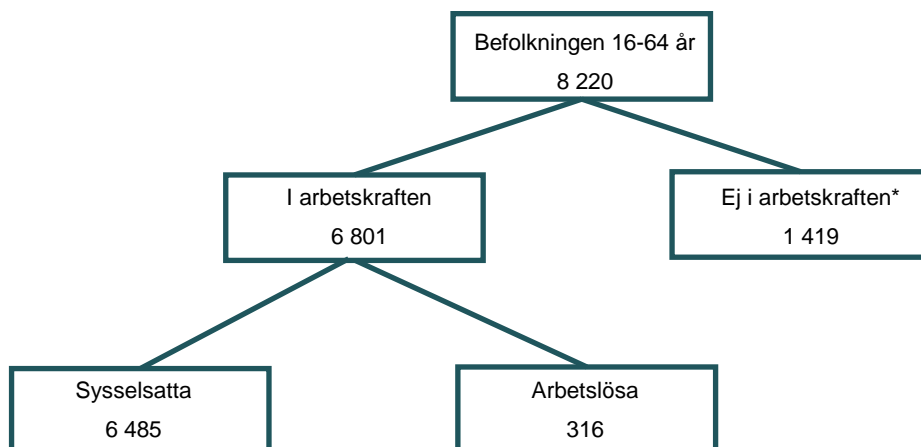 Befolkningen 16-64 år
8 220
I arbetskraften
6 801
Ej i arbetskraften*
1 419
Sysselsatta
6 485
Arbetslösa
316